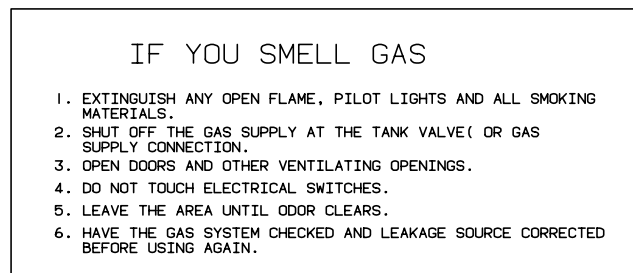 IF YOU SMELL GAS
1. EXTINGUISH ANY OPEN FLAME, PILOT LIGHTS AND ALL SMOKING
MATERIALS.
2. SHUT OFF THE GAS SUPPLY AT THE TANK VALVE( OR GAS
SUPPLY CONNECTION.
3. OPEN DOORS AND OTHER VENTILATING OPENINGS.
4. DO NOT TOUCH ELECTRICAL SWITCHES.
5. LEAVE THE AREA UNTIL ODOR CLEARS.
6. HAVE THE GAS SYSTEM CHECKED AND LEAKAGE SOURCE CORRECTED
BEFORE USING AGAIN.